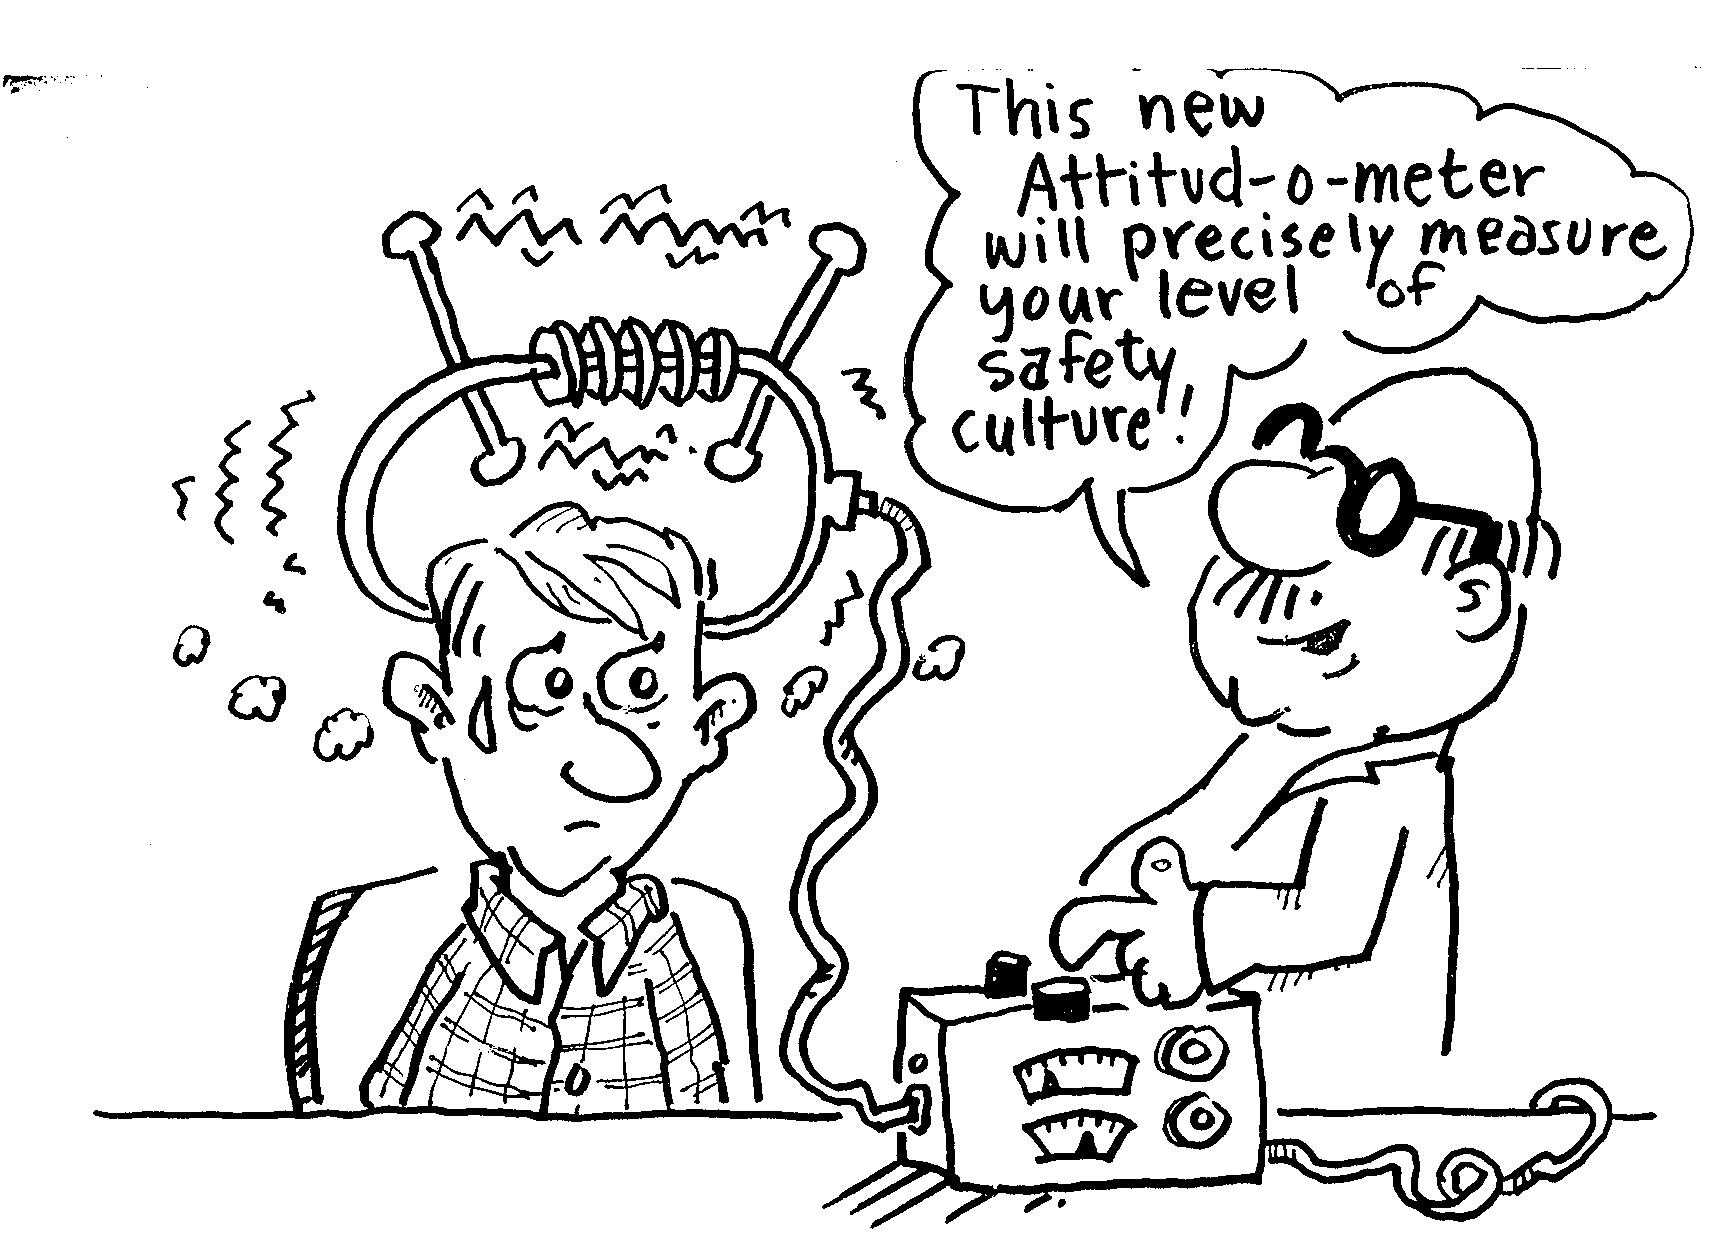 This new
Attitud-o-meter
will precisely measure
your level of
safety
culture!